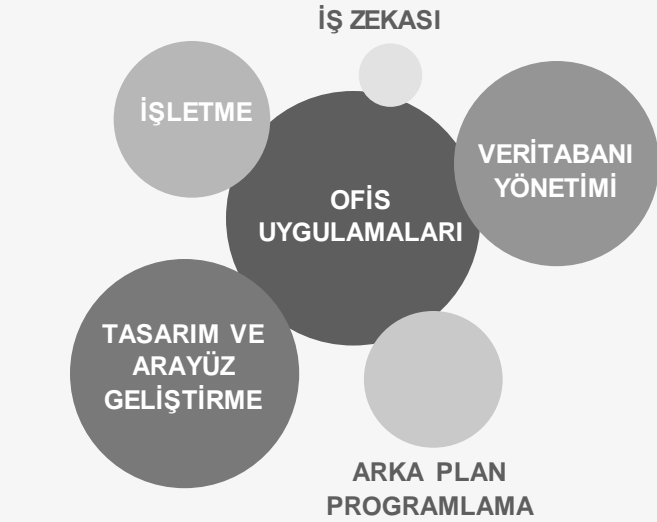 İŞ ZEKASI
İŞLETME
VERİTABANI
YÖNETİMİ
OFİS
UYGULAMALARI
TASARIM VE
ARAYÜZ
GELİŞTİRME
ARKA PLAN
PROGRAMLAMA